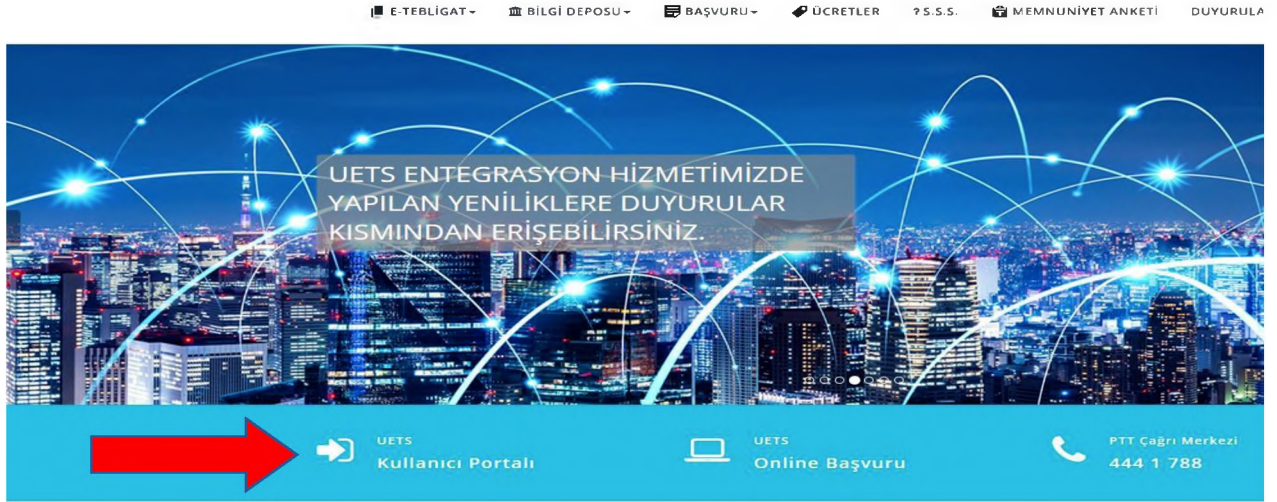 E-TEBLİGAT BİLGİ DEPOSU BAŞVURU ÜCRETLER ? S.S.S. MEMNUNİYET ANKETİ DUYURULA
UETS ENTEGRASYON HİZMETİMİZDE
YAPILAN YENİLİKLERE DUYURULAR
KISMINDAN ERİŞEBİLİRSİNİZ.
UETS
Kullanıcı Portalı
UETS
Online Başvuru
PTT Çağrı Merkezi
444 1 788